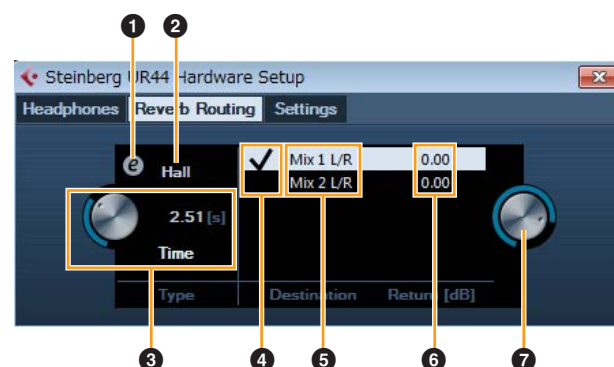 1 2
Steinberg UR44 Hardware Setup
Headphones Reverb Routing Settings
e Hall
Mix 1 L/R 0.00
Mix 2 L/R 0.00
2.51 [s]
Time
Type Destination Return [dB]
3 4 5 6 7